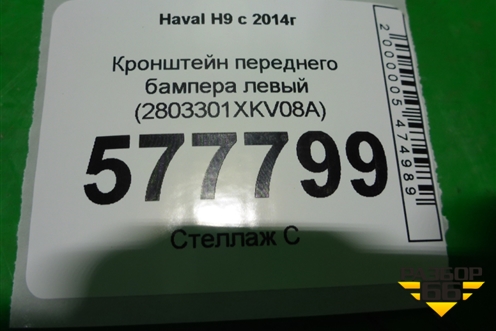 Haval H9 с 2014г
Кронштейн переднего
бампера левый
(2803301XKV08A)
577799
Стеллаж С
2000005474989
РАЗБОР
66